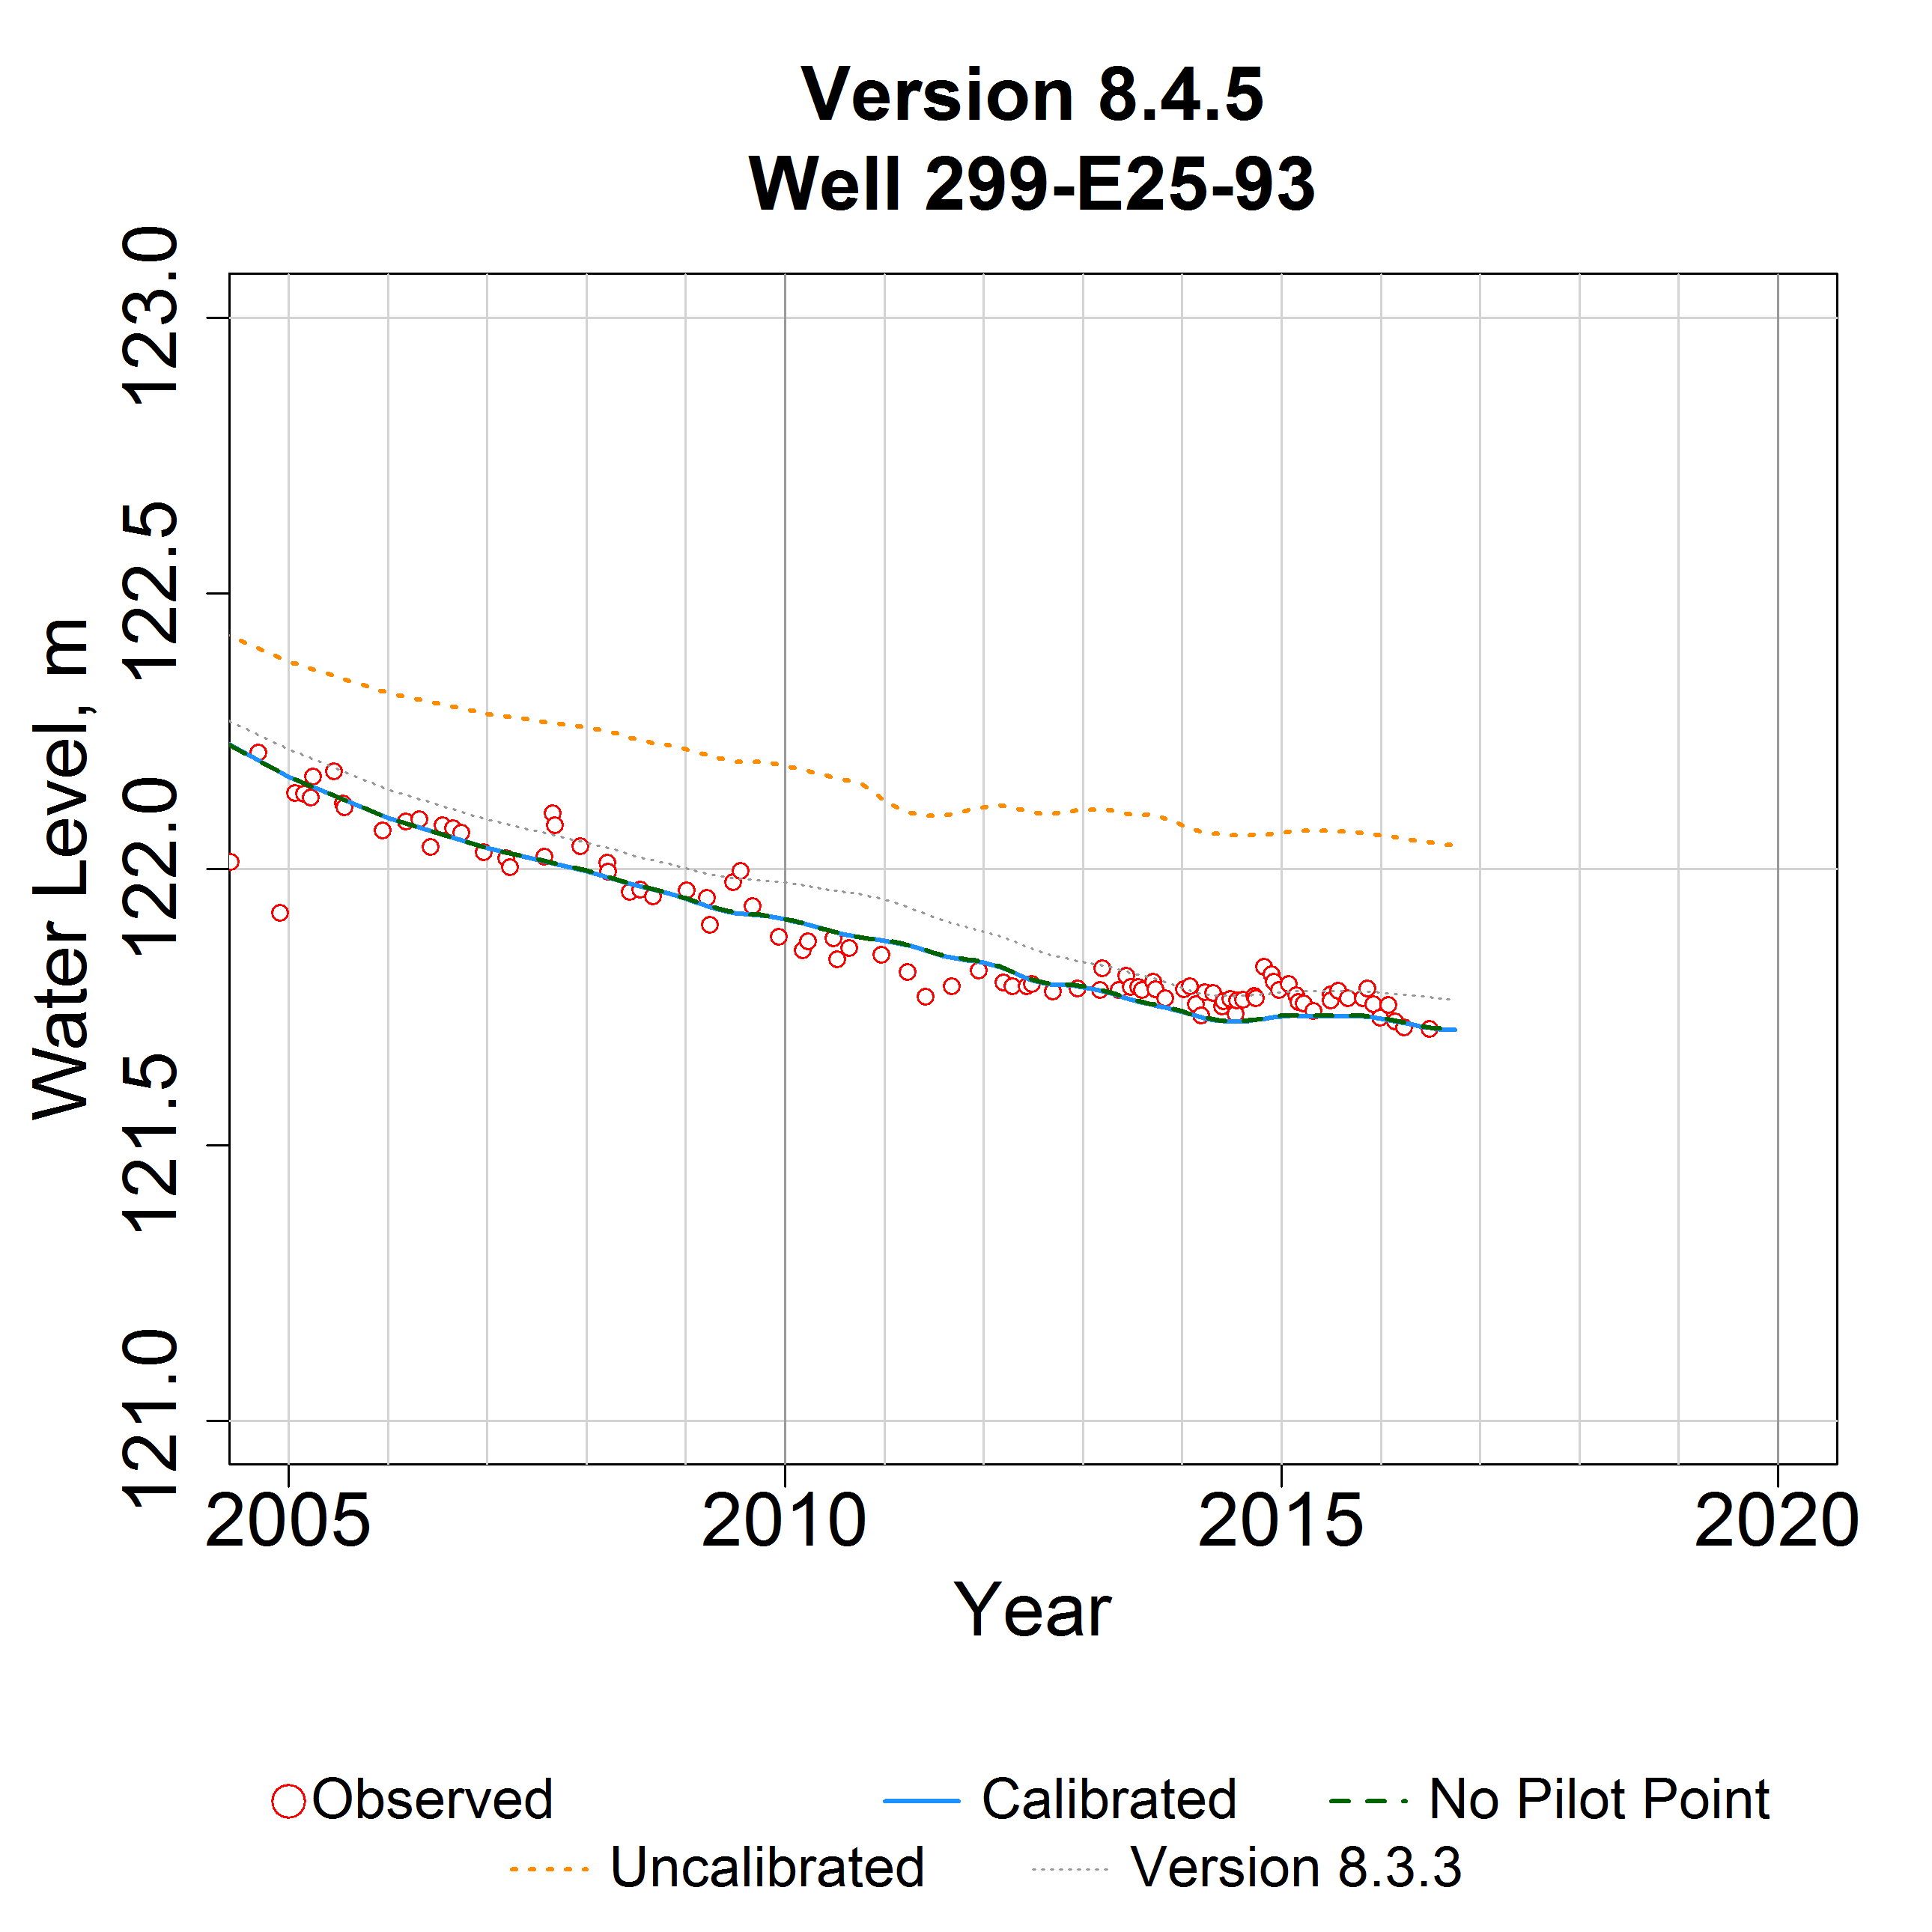 Version 8.4.5
Well 299-E25-93
Water Level, m
123.0
122.5
122.0
121.5
121.0
2005 2010 2015 2020
Year
Observed Calibrated No Pilot Point
Uncalibrated Version 8.3.3